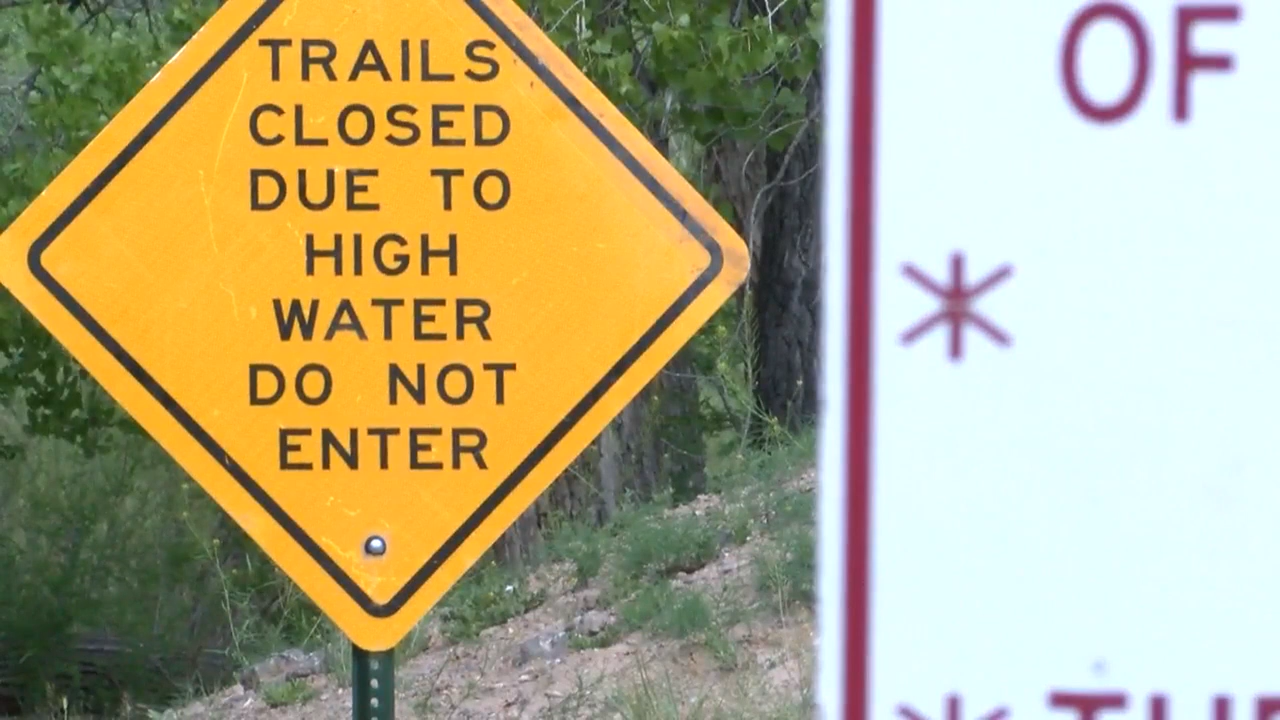 TRAILS
CLOSED
DUE TO
HIGH
WATER
DO NOT
ENTER
OF
*
*